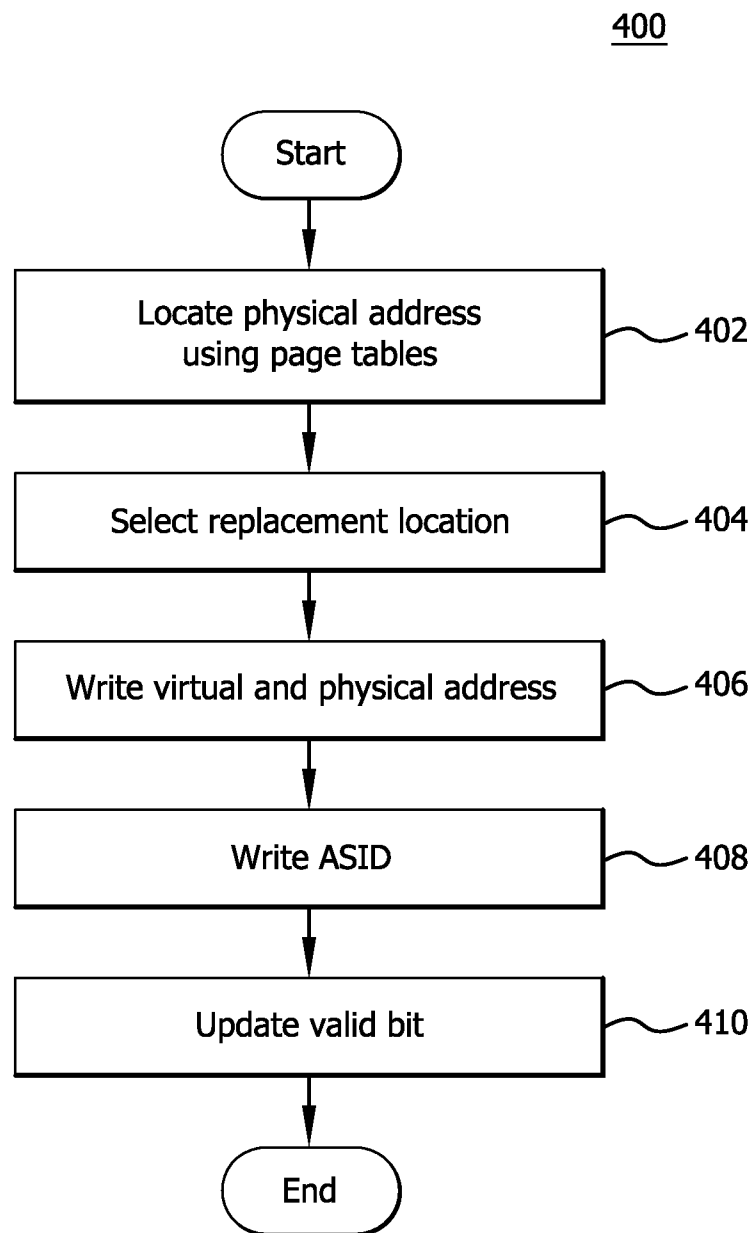 400
Start
Locate physical address
using page tables
402
Select replacement location
404
Write virtual and physical address
406
Write ASID
408
Update valid bit
410
End